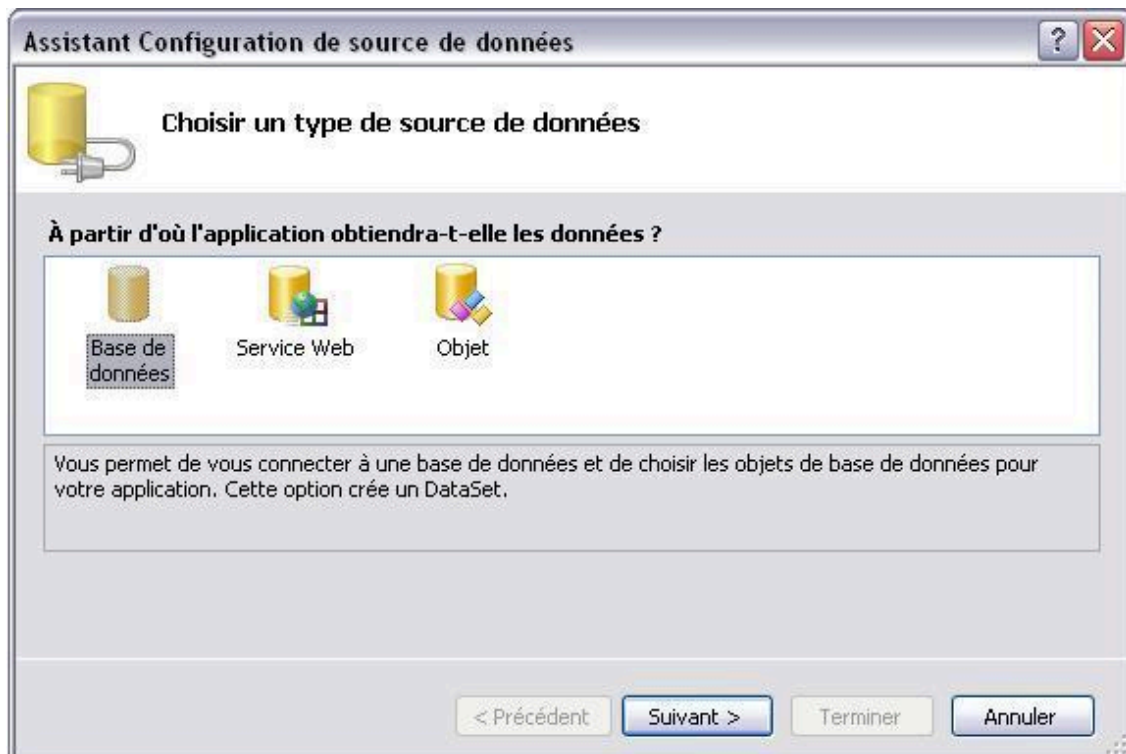 Assistant Configuration de source de données
Choisir un type de source de données
À partir d'où l'application obtiendra-t-elle les données ?
Base de
données
Service Web
Objet
Vous permet de vous connecter à une base de données et de choisir les objets de base de données pour
votre application. Cette option crée un DataSet.
< Précédent
Suivant >
Terminer
Annuler